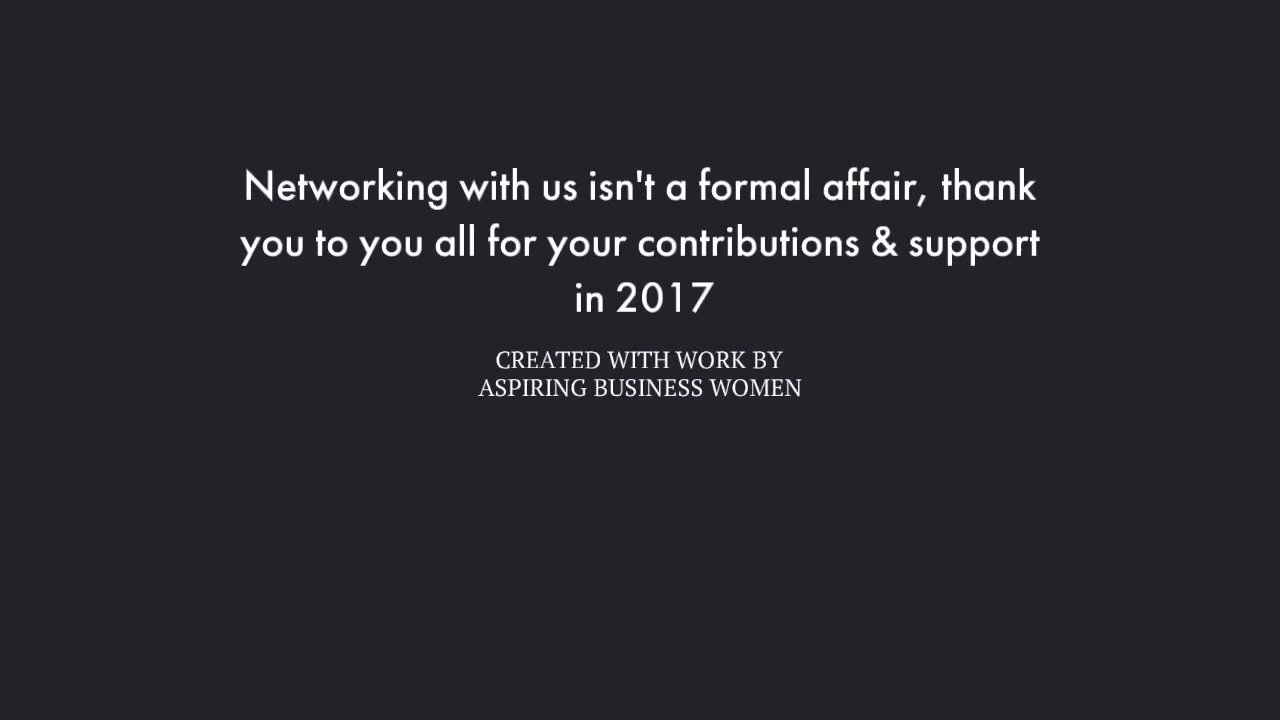 Networking with us isn't a formal affair, thank
you to you all for your contributions & support
in 2017
CREATED WITH WORK BY
ASPIRING BUSINESS WOMEN